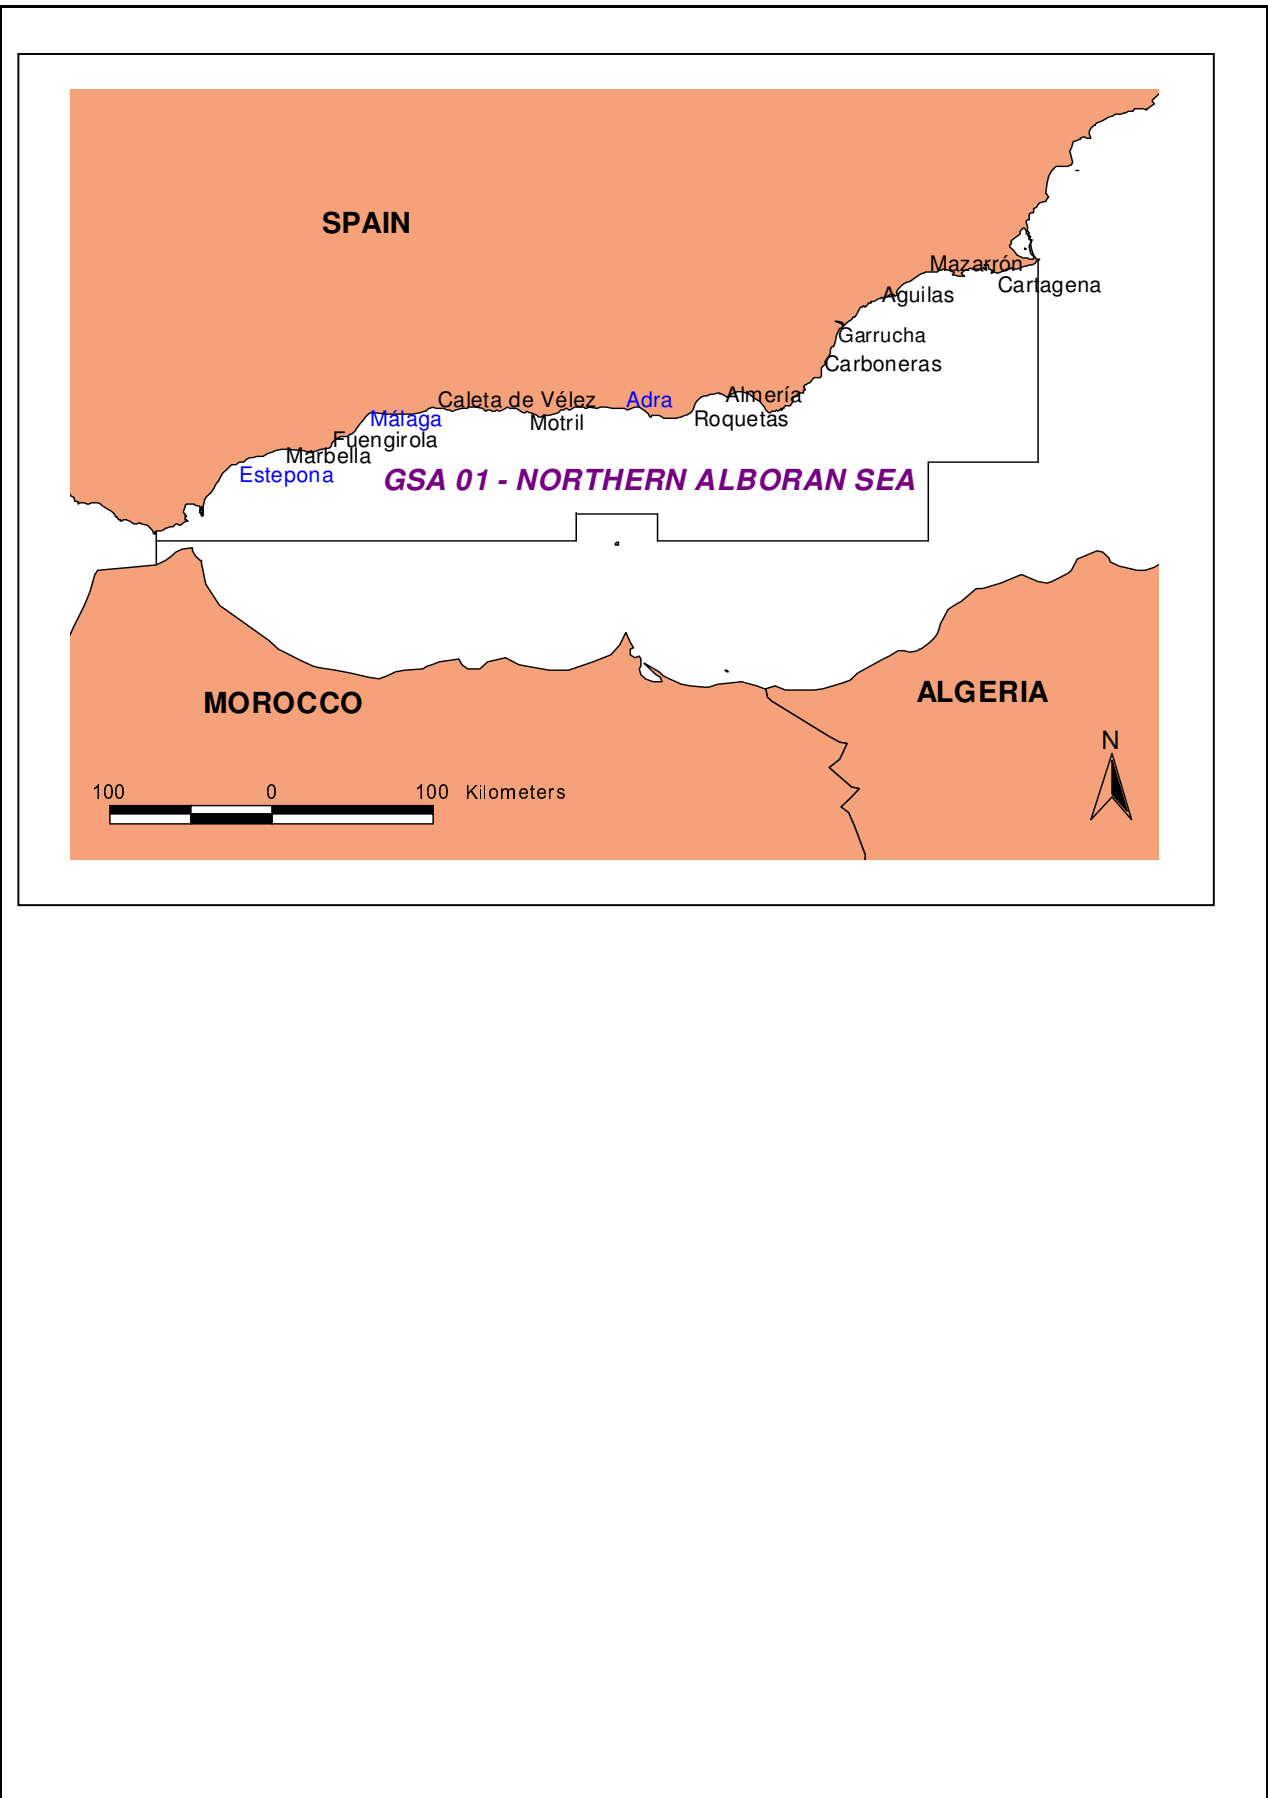 SPAIN
Mazarrón
Cartagena
Aguilas
Garrucha
Carboneras
Almería
Caleta de Vélez
Adra
Málaga
Motril
Roquetas
Fuengirola
Marbella
Estepona
GSA 01 - NORTHERN ALBORAN SEA
MOROCCO
ALGERIA
N
100 0 100 Kilometers